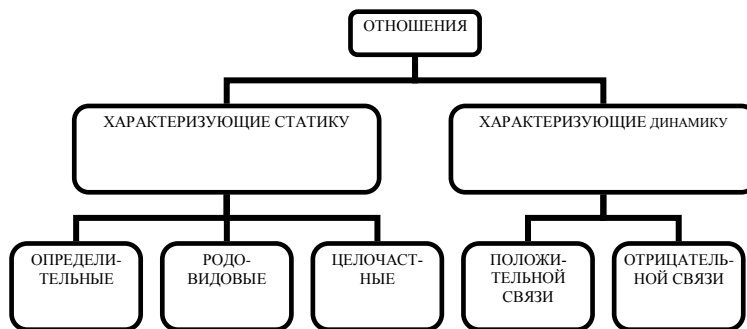 ОТНОШЕНИЯ
ХАРАКТЕРИЗУЮЩИЕ СТАТИКУ
ХАРАКТЕРИЗУЮЩИЕ ДИНАМИКУ
ОПРЕДЕЛИ-
ТЕЛЬНЫЕ
РОДО-
ВИДОВЫЕ
ЦЕЛОЧАСТ-
НЫЕ
ПОЛОЖИ-
ТЕЛЬНОЙ
СВЯЗИ
ОТРИЦАТЕЛЬ-
НОЙ СВЯЗИ